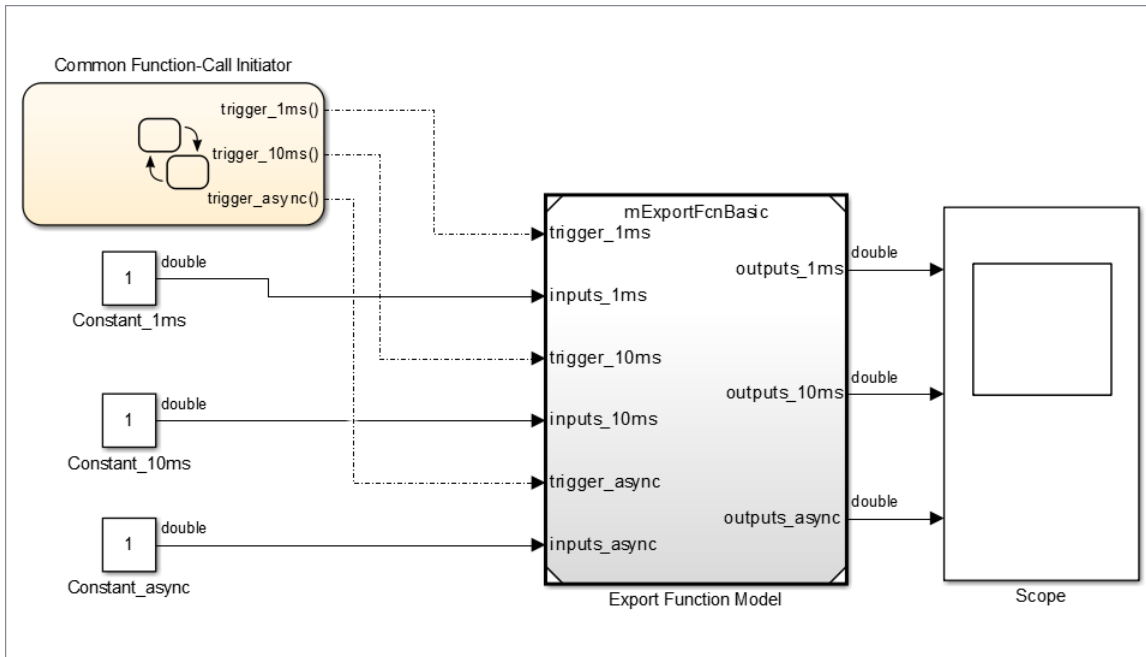 Common Function-Call Initiator
trigger_1ms()
trigger_10ms()
trigger_async()
1
double
Constant_1ms
1
double
Constant_10ms
1
double
Constant_async
mExportFcnBasic
trigger_1ms
inputs_1ms
trigger_10ms
inputs_10ms
trigger_async
inputs_async
outputs_1ms
outputs_10ms
outputs_async
Export Function Model
double
double
double
Scope